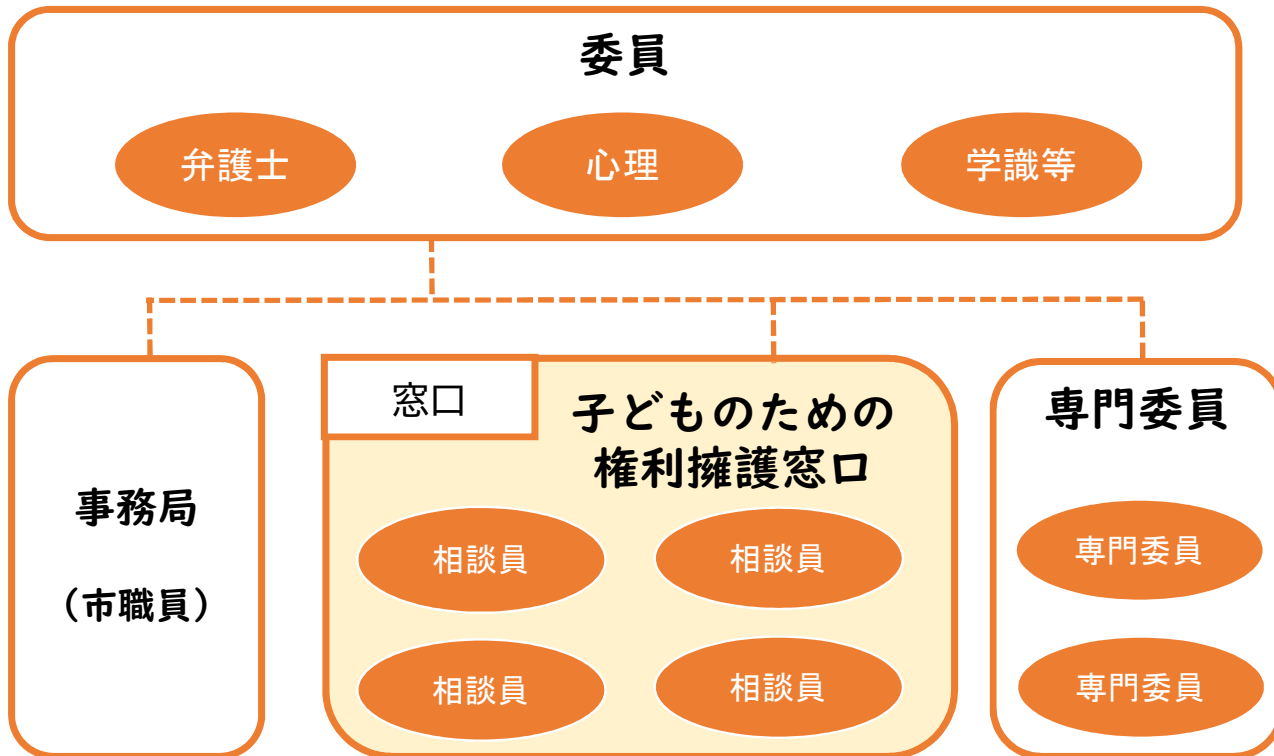 委員
弁護士
心理
学識等
事務局
（市職員）
窓口
子どものための
権利擁護窓口
相談員
相談員
相談員
相談員
専門委員
専門委員
専門委員